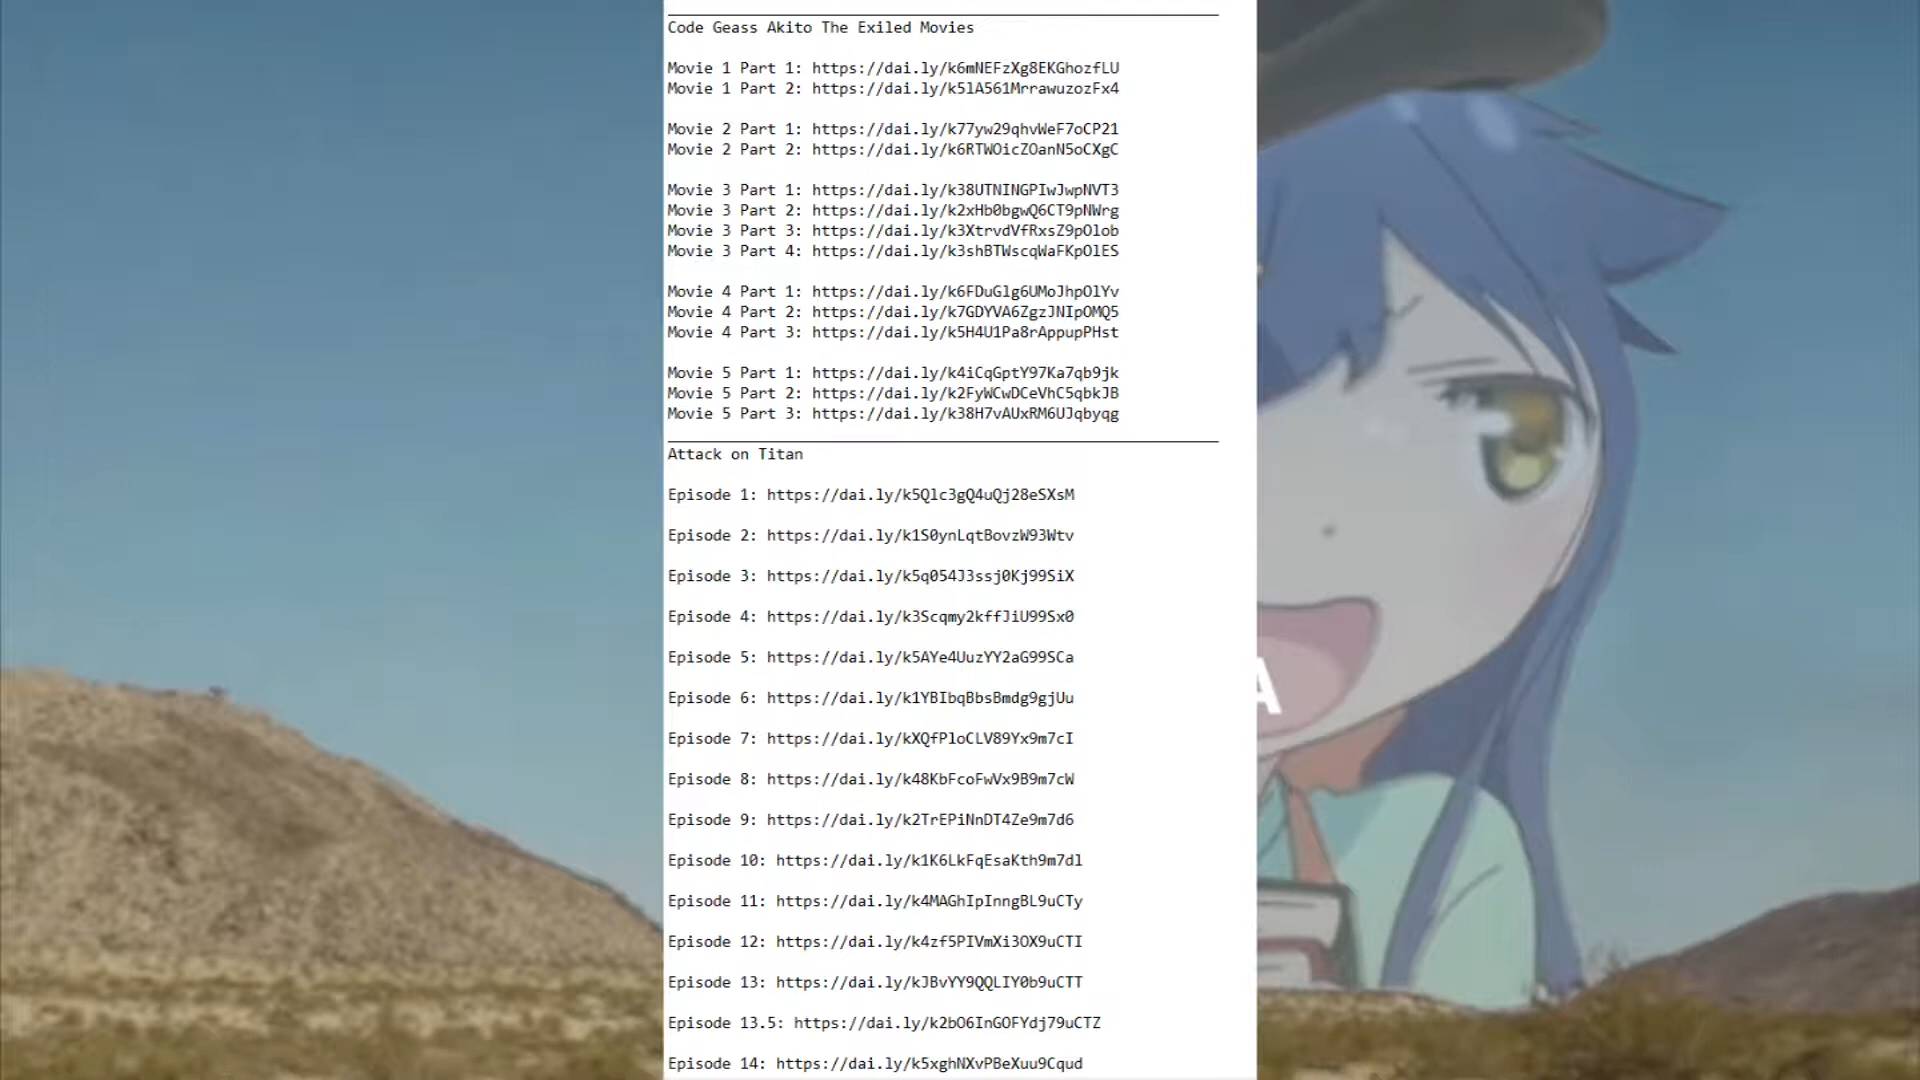 Code Geass Akito The Exiled Movies
Movie 1 Part 1: https://dai.ly/k6mNEFzXg8EKGhozfLU
Movie 1 Part 2: https://dai.ly/k5lA561MrrawuzozFx4
Movie 2 Part 1: https://dai.ly/k77yw29qhvWeF7oCP21
Movie 2 Part 2: https://dai.ly/k6RTWOicZOanN5oCXgC
Movie 3 Part 1: https://dai.ly/k38UTNINGPIwJwpNVT3
Movie 3 Part 2: https://dai.ly/k2xHb0bgwQ6CT9pNWrg
Movie 3 Part 3: https://dai.ly/k3XtrvdVfRxsZ9pOlob
Movie 3 Part 4: https://dai.ly/k3shBTWscqWaFKpOlES
Movie 4 Part 1: https://dai.ly/k6FDuGlg6UMoJhpOlYv
Movie 4 Part 2: https://dai.ly/k7GDYVA6ZgzJNIpOMQ5
Movie 4 Part 3: https://dai.ly/k5H4U1Pa8rAppupPHst
Movie 5 Part 1: https://dai.ly/k4iCqGptY97Ka7qb9jk
Movie 5 Part 2: https://dai.ly/k2FyWCwDCeVhC5qbkJB
Movie 5 Part 3: https://dai.ly/k38H7vAUxRM6UJqbyqg
Attack on Titan
Episode 1: https://dai.ly/k5Qlc3gQ4uQj28eSXsM
Episode 2: https://dai.ly/k1S0ynLqtBovzW93Wtv
Episode 3: https://dai.ly/k5q054J3ssj0Kj99SiX
Episode 4: https://dai.ly/k3Scqmy2kffJiU99Sx0
Episode 5: https://dai.ly/k5AYe4UuzYY2aG99SCa
Episode 6: https://dai.ly/k1YBIbqBbsBmdg9gjUu
Episode 7: https://dai.ly/kXQfPloCLV89Yx9m7cI
Episode 8: https://dai.ly/k48KbFcoFwVx9B9m7cW
Episode 9: https://dai.ly/k2TrEPiNnDT4Ze9m7d6
Episode 10: https://dai.ly/k1K6LkFqEsaKth9m7dl
Episode 11: https://dai.ly/k4MAGhIpInngBL9uCTy
Episode 12: https://dai.ly/k4zf5PIVmXi3OX9uCTI
Episode 13: https://dai.ly/kJBvYY9QQLIY0b9uCTT
Episode 13.5: https://dai.ly/k2bO6InGOFYdj79uCTZ
Episode 14: https://dai.ly/k5xghNXvPBeXuu9Cqud
A